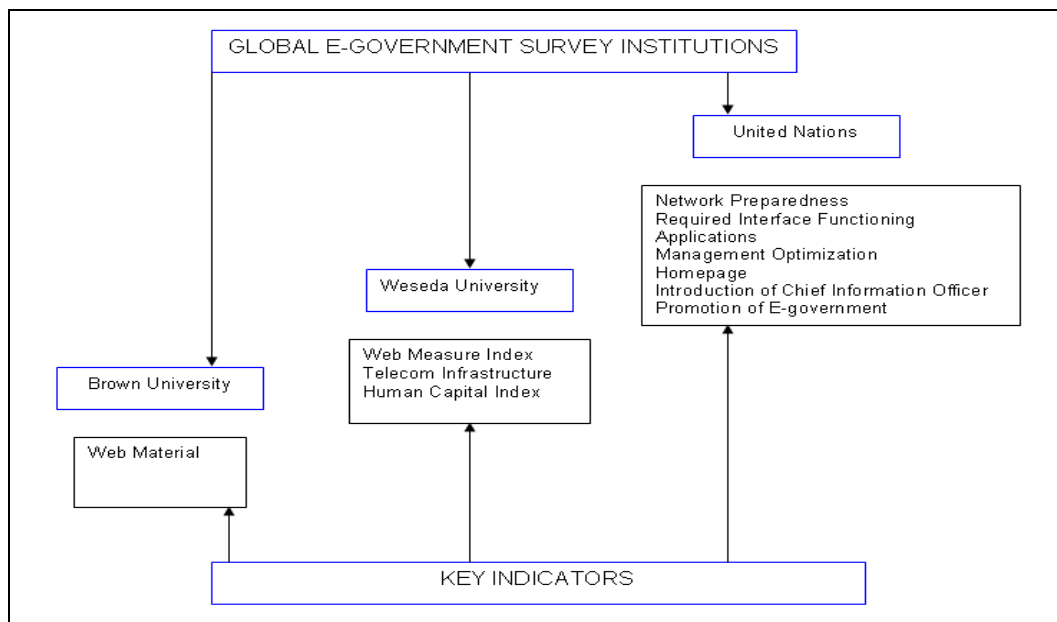 GLOBAL E-GOVERNMENT SURVEY INSTITUTIONS
United Nations
Network Preparedness
Required Interface Functioning
Applications
Management Optimization
Homepage
Introduction of Chief Information Officer
Promotion of E-government
Weseda University
Web Measure Index
Telecom Infrastructure
Human Capital Index
Brown University
Web Material
KEY INDICATORS